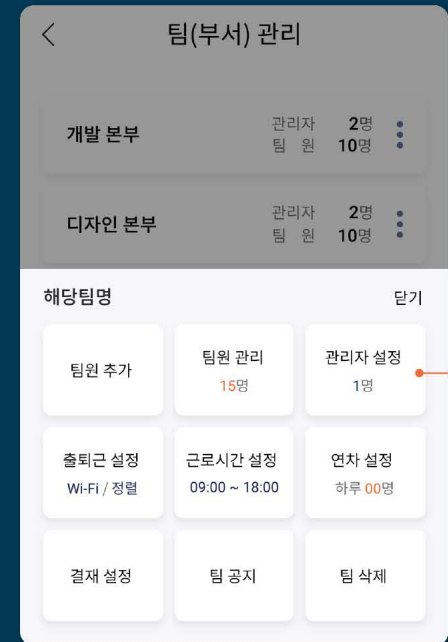 팀(부서) 관리
개발 본부
관리자 2명
팀 원 10명
디자인 본부
관리자 2명
팀 원 10명
해당팀명 닫기
팀원 추가
팀원 관리
15명
관리자 설정
1명
출퇴근 설정
Wi-Fi / 정렬
근로시간 설정
09:00 ~ 18:00
연차 설정
하루 00명
결재 설정
팀 공지
팀 삭제